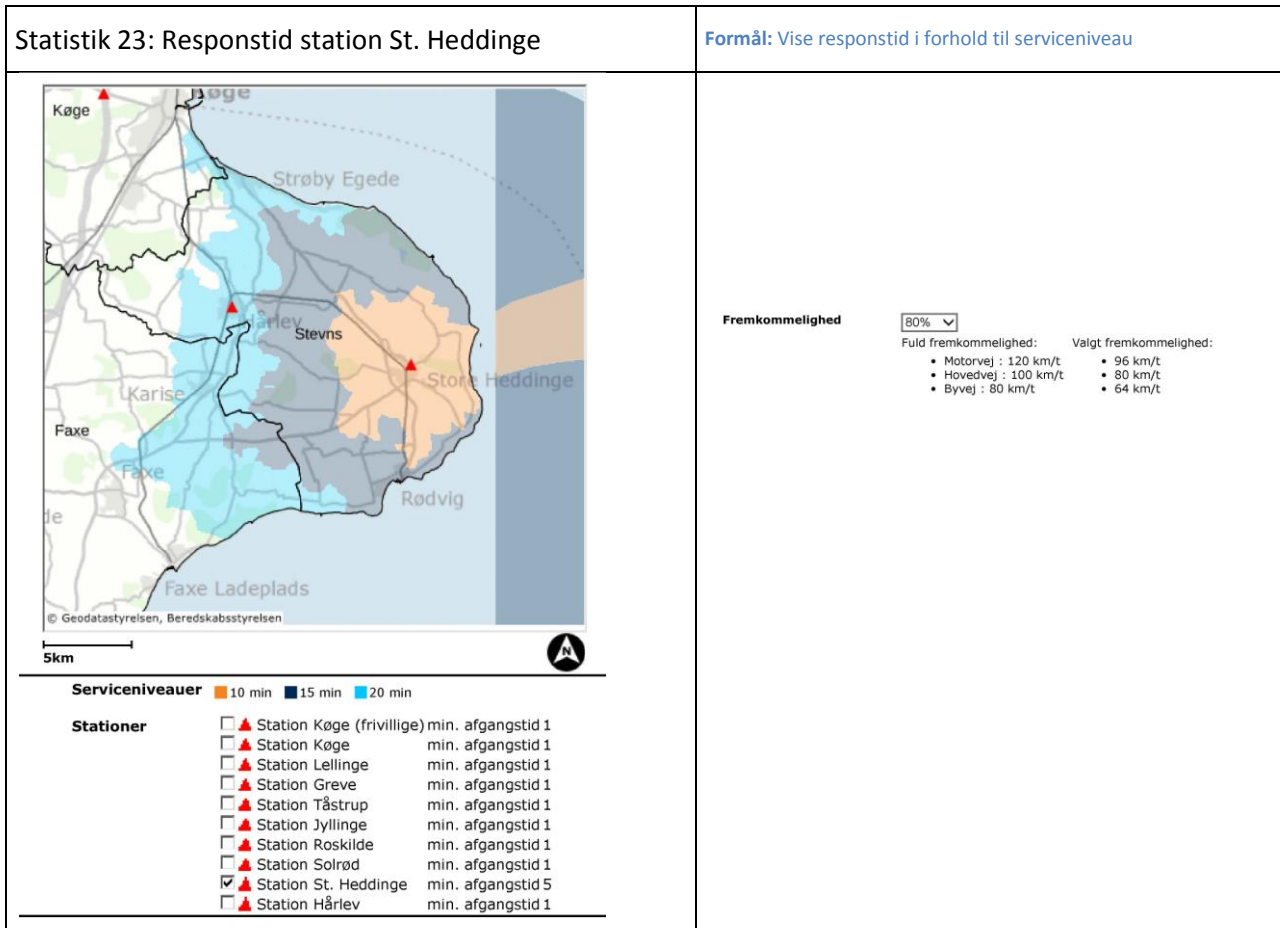 Statistik 23: Responstid station St. Heddinge
Formål: Vise responstid i forhold til serviceniveau
Køge
Køge
Strøby Egede
Hårlev
Stevns
Store Heddinge
Karise
Faxe
Faxe
Rødvig
de
Faxe Ladeplads
© Geodatastyrelsen, Beredskabsstyrelsen
5km
N
Serviceniveauer 10 min 15 min 20 min
Stationer
Station Køge (frivillige) min. afgangstid 1
Station Køge min. afgangstid 1
Station Lellinge min. afgangstid 1
Station Greve min. afgangstid 1
Station Tåstrup min. afgangstid 1
Station Jyllinge min. afgangstid 1
Station Roskilde min. afgangstid 1
Station Solrød min. afgangstid 1
Station St. Heddinge min. afgangstid 5
Station Hårlev min. afgangstid 1
Fremkommelighed 80%
Fuld fremkommelighed: Valgt fremkommelighed:
• Motorvej : 120 km/t • 96 km/t
• Hovedvej : 100 km/t • 80 km/t
• Byvej : 80 km/t • 64 km/t